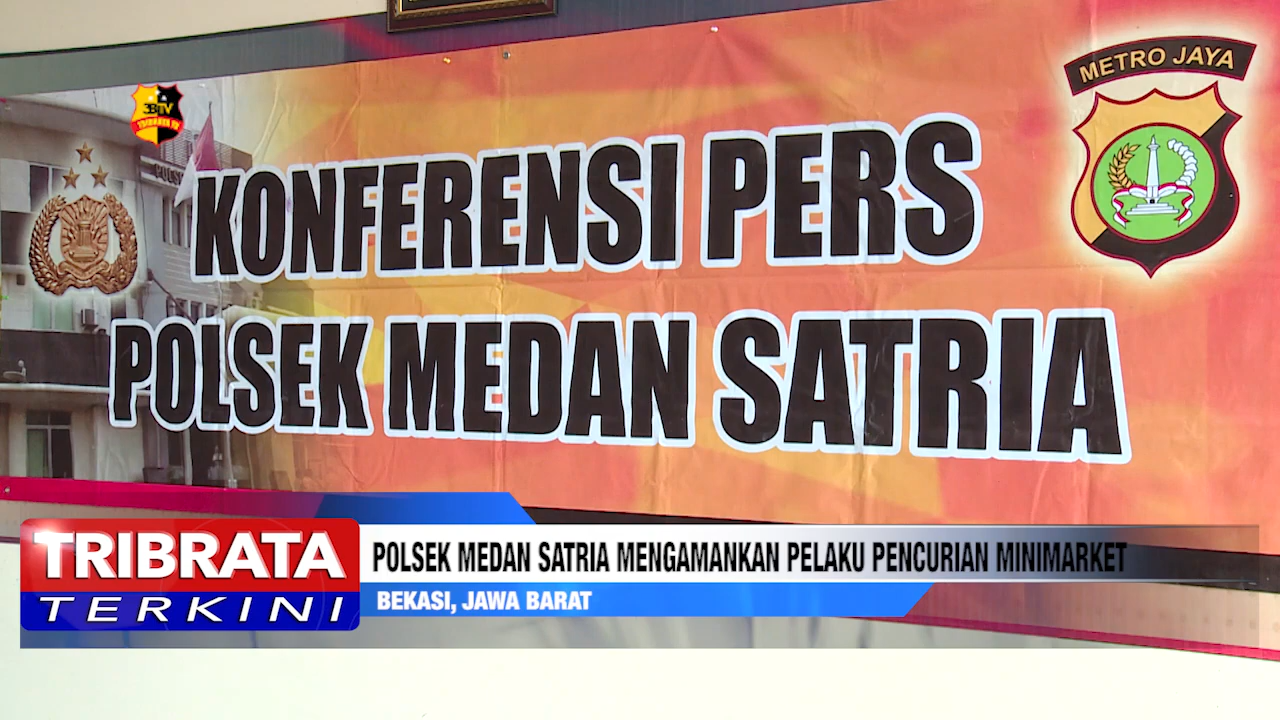 METRO JAYA
KONFERENSI PERS
POLSEK MEDAN SATRIA
TRIBRATA
TERKINI
POLSEK MEDAN SATRIA MENGAMANKAN PELAKU PENCURIAN MINIMARKET
BEKASI, JAWA BARAT